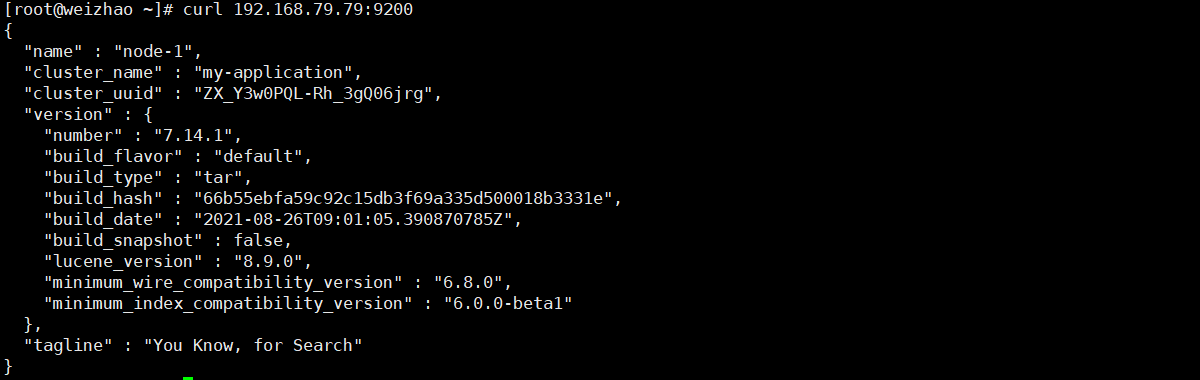 [root@weizhao ~]# curl 192.168.79.79:9200
{
  "name" : "node-1",
  "cluster_name" : "my-application",
  "cluster_uuid" : "ZX_Y3w0PQL-Rh_3gQ06jrg",
  "version" : {
    "number" : "7.14.1",
    "build_flavor" : "default",
    "build_type" : "tar",
    "build_hash" : "66b55ebfa59c92c15db3f69a335d500018b3331e",
    "build_date" : "2021-08-26T09:01:05.390870785Z",
    "build_snapshot" : false,
    "lucene_version" : "8.9.0",
    "minimum_wire_compatibility_version" : "6.8.0",
    "minimum_index_compatibility_version" : "6.0.0-beta1"
  },
  "tagline" : "You Know, for Search"
}